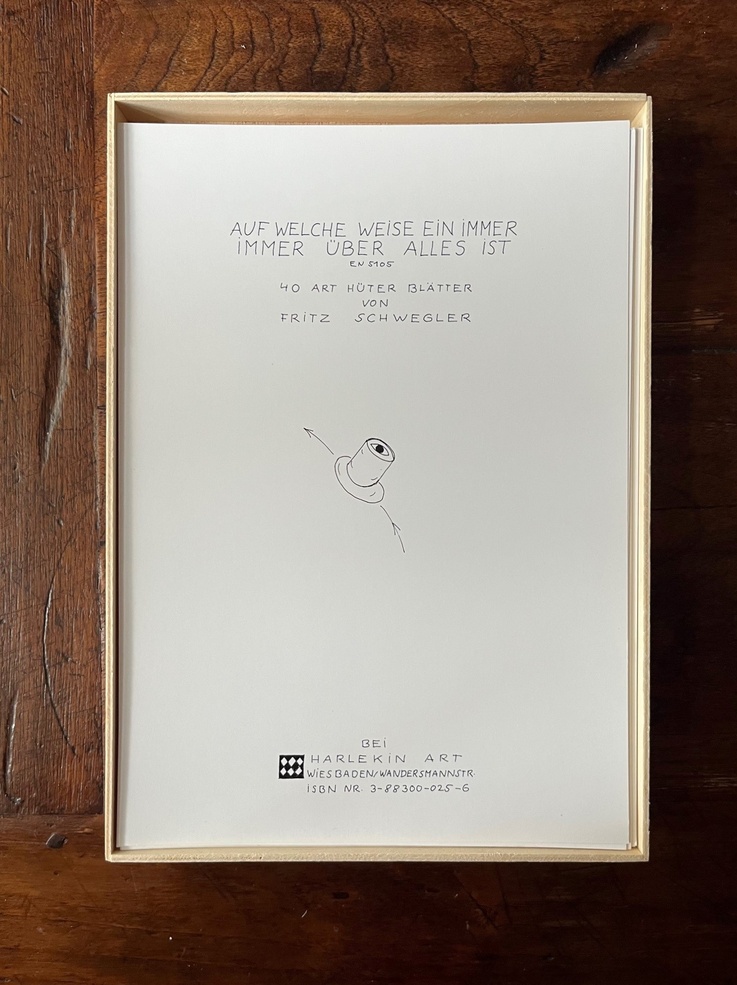 AUF WELCHE WEISE EIN IMMER
IMMER ÜBER ALLES IST
EN 5105
40 ART HÜTER BLÄTTER
VON
FRITZ SCHWEGLER
BEI
HARLEKIN ART
WIESBADEN/WANDERSMANNSTR.
ISBN NR. 3-88300-025-6